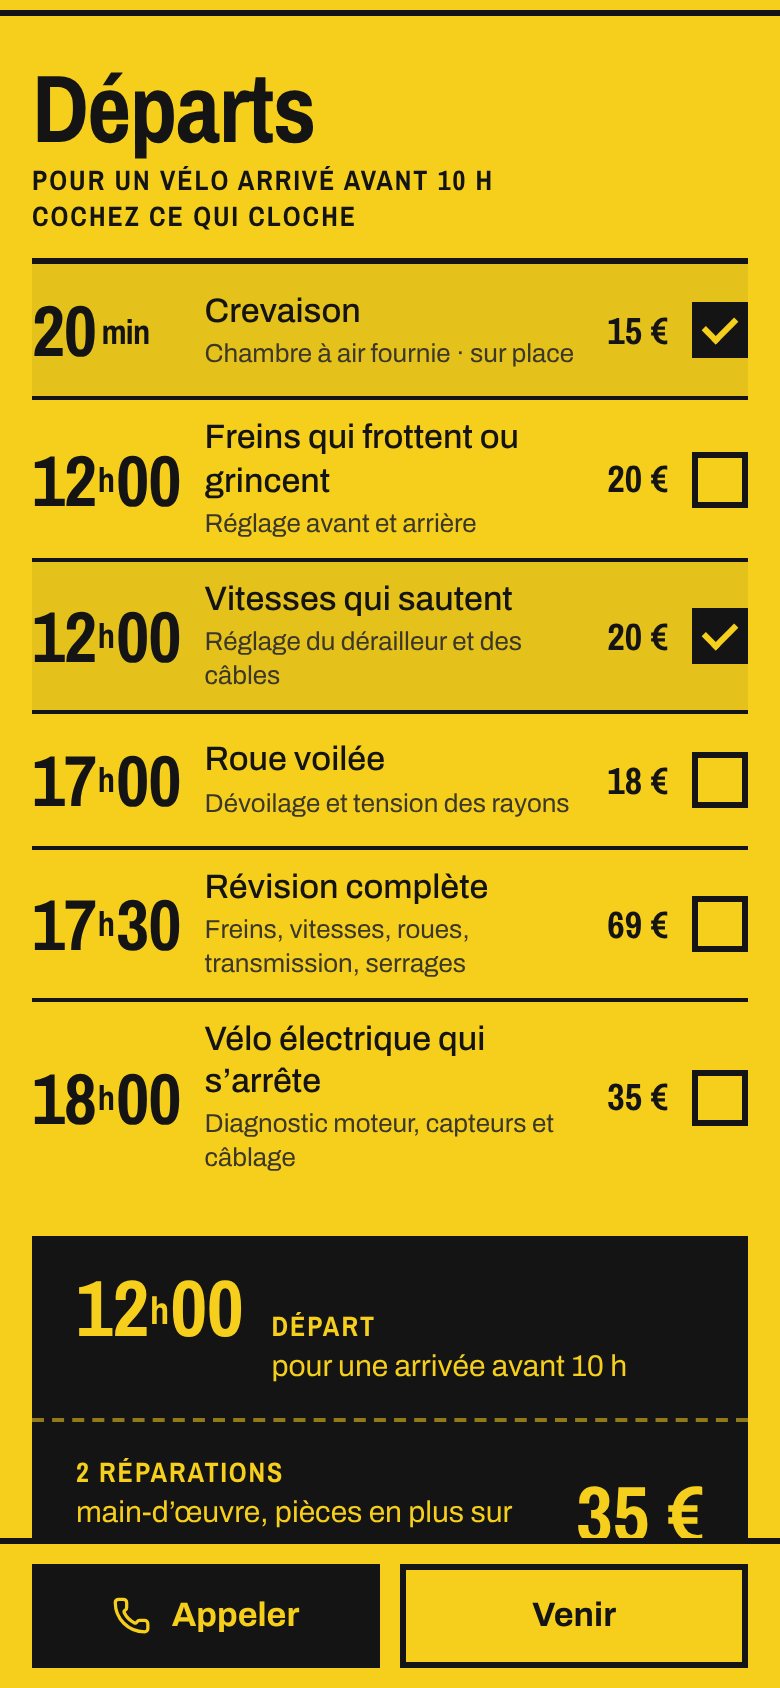 Départs
POUR UN VÉLO ARRIVÉ AVANT 10 H
COCHEZ CE QUI CLOCHE
20 min
Crevaison
Chambre à air fournie · sur place
15 €
12h00
Freins qui frottent ou
grincent
Réglage avant et arrière
20 €
12h00
Vitesses qui sautent
Réglage du dérailleur et des
câbles
20 €
17h00
Roue voilée
Dévoilage et tension des rayons
18 €
17h30
Révision complète
Freins, vitesses, roues,
transmission, serrages
69 €
18h00
Vélo électrique qui
s’arrête
Diagnostic moteur, capteurs et
câblage
35 €
12h00
DÉPART
pour une arrivée avant 10 h
2 RÉPARATIONS
main-d’œuvre, pièces en plus sur
35 €
Appeler
Venir